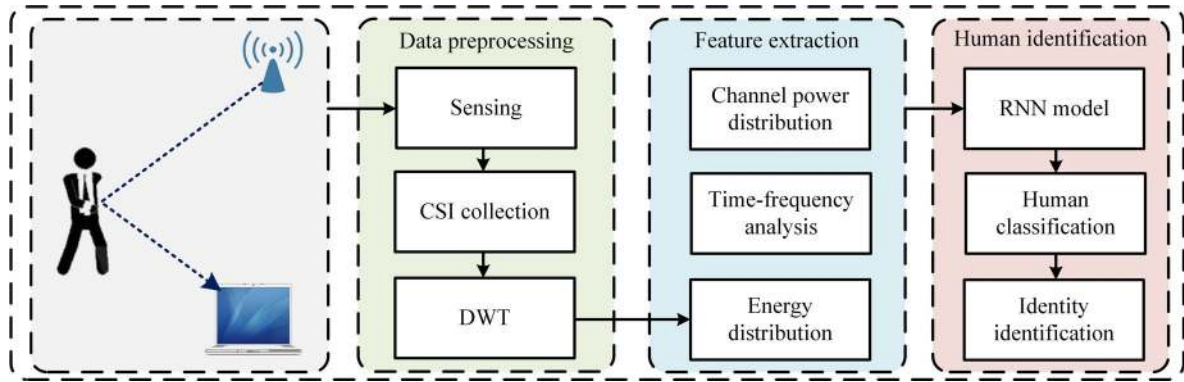 Data preprocessing
Sensing
CSI collection
DWT
Feature extraction
Channel power
distribution
Time-frequency
analysis
Energy
distribution
Human identification
RNN model
Human
classification
Identity
identification